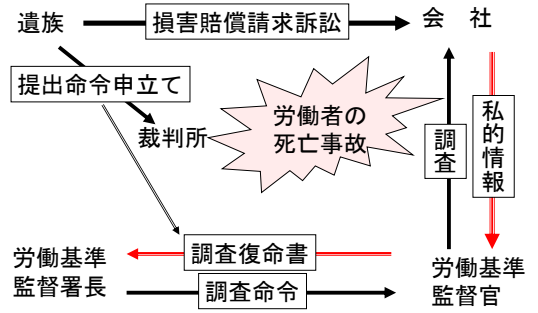 遺族
損害賠償請求訴訟
会　社
提出命令申立て
裁判所
労働者の
死亡事故
調査
私的情報
労働基準
監督署長
調査復命書
調査命令
労働基準
監督官